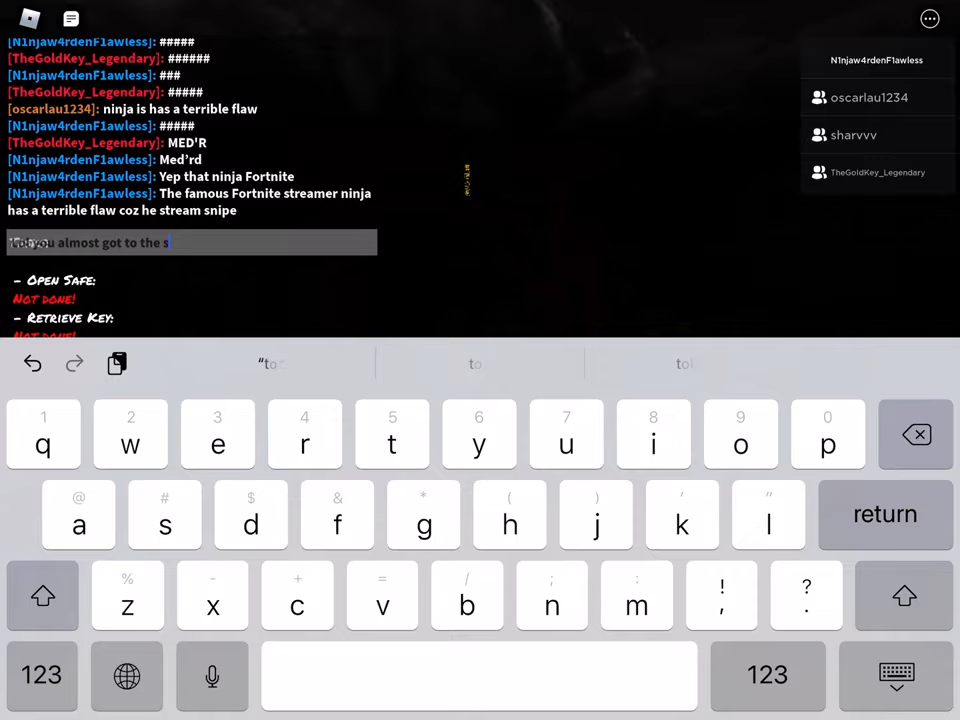 [N1njaw4rdenF1awless]: #####
[TheGoldKey_Legendary]: ######
[N1njaw4rdenF1awless]: ###
[TheGoldKey_Legendary]: #####
[oscarlau1234]: ninja is has a terrible flaw
[N1njaw4rdenF1awless]: #####
[TheGoldKey_Legendary]: MED'R
[N1njaw4rdenF1awless]: Med’rd
[N1njaw4rdenF1awless]: Yep that ninja Fortnite
[N1njaw4rdenF1awless]: The famous Fortnite streamer ninja
has a terrible flaw coz he stream snipe
you almost got to the s
- Open Safe:
Not done!
- Retrieve Key:
Not done!
N1njaw4rdenF1awless
oscarlau1234
sharvvv
TheGoldKey_Legendary
“to” to
1 2 3 4 5 6 7 8 9 0
q w e r t y u i o p
@ # $ & * ( ) ' "
a s d f g h j k l return
% - + = / ; : ! ?
z x c v b n m , .
123 123